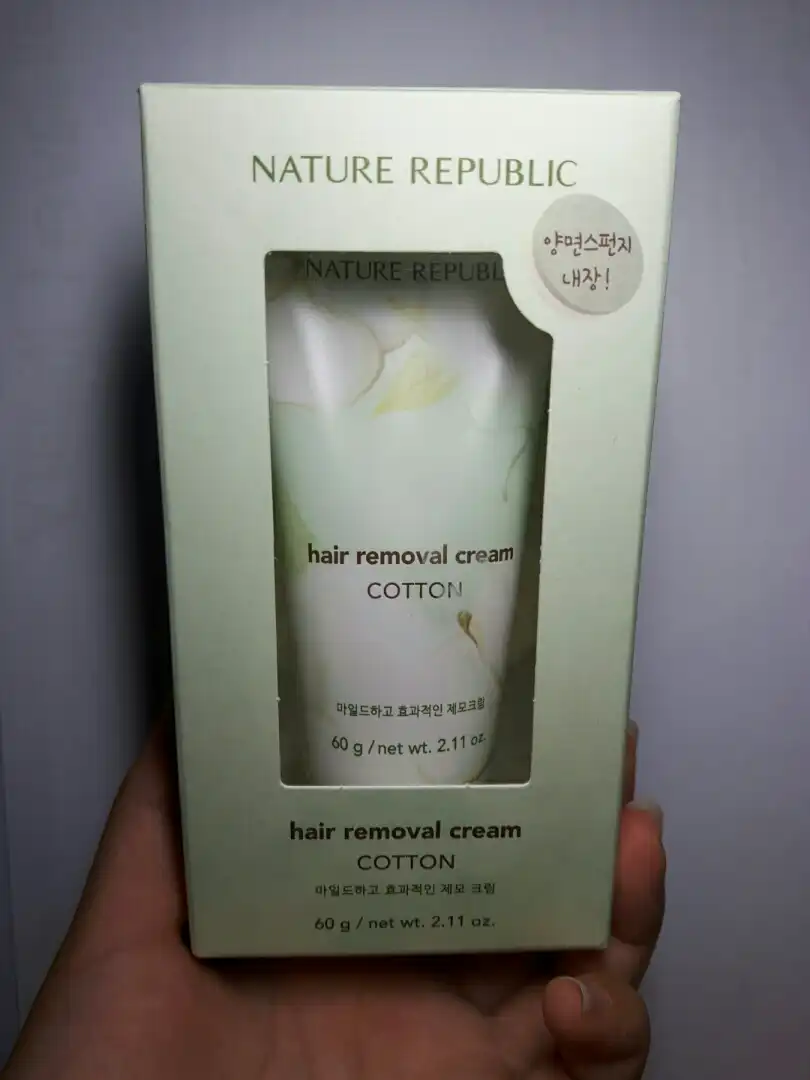 NATURE REPUBLIC
양면스펀지
내장!
NATURE REPUBL
hair removal cream
COTTON
마일드하고 효과적인 제모크림
60 g / net wt. 2.11 oz.
hair removal cream
COTTON
마일드하고 효과적인 제모 크림
60 g / net wt. 2.11 oz.